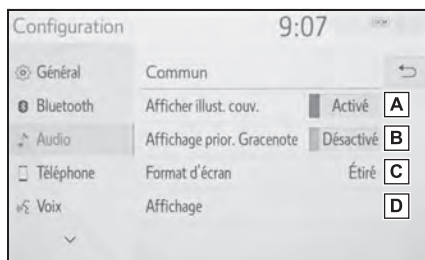 Configuration 9:07
Général
Commun
Bluetooth
Afficher illust. couv. Activé A
Audio
Affichage prior. Gracenote Désactivé B
Téléphone
Format d'écran Étiré C
Voix
Affichage D